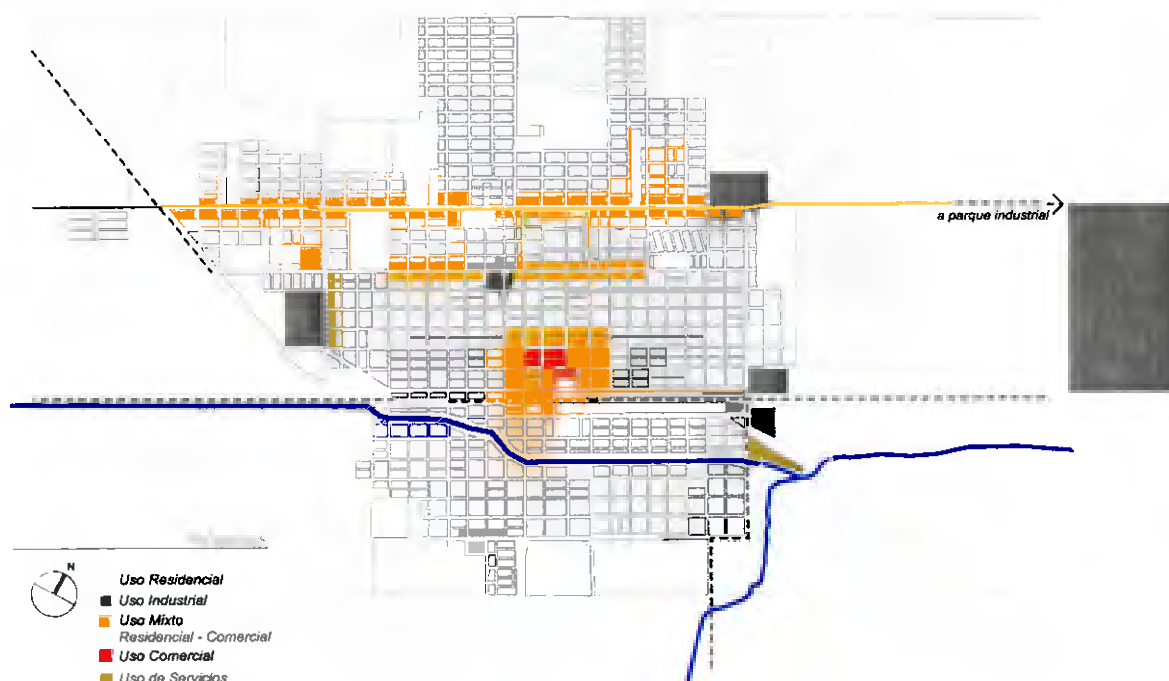 a parque industrial
N
Uso Residencial
Uso Industrial
Uso Mixto
Residencial - Comercial
Uso Comercial
Uso de Servicios